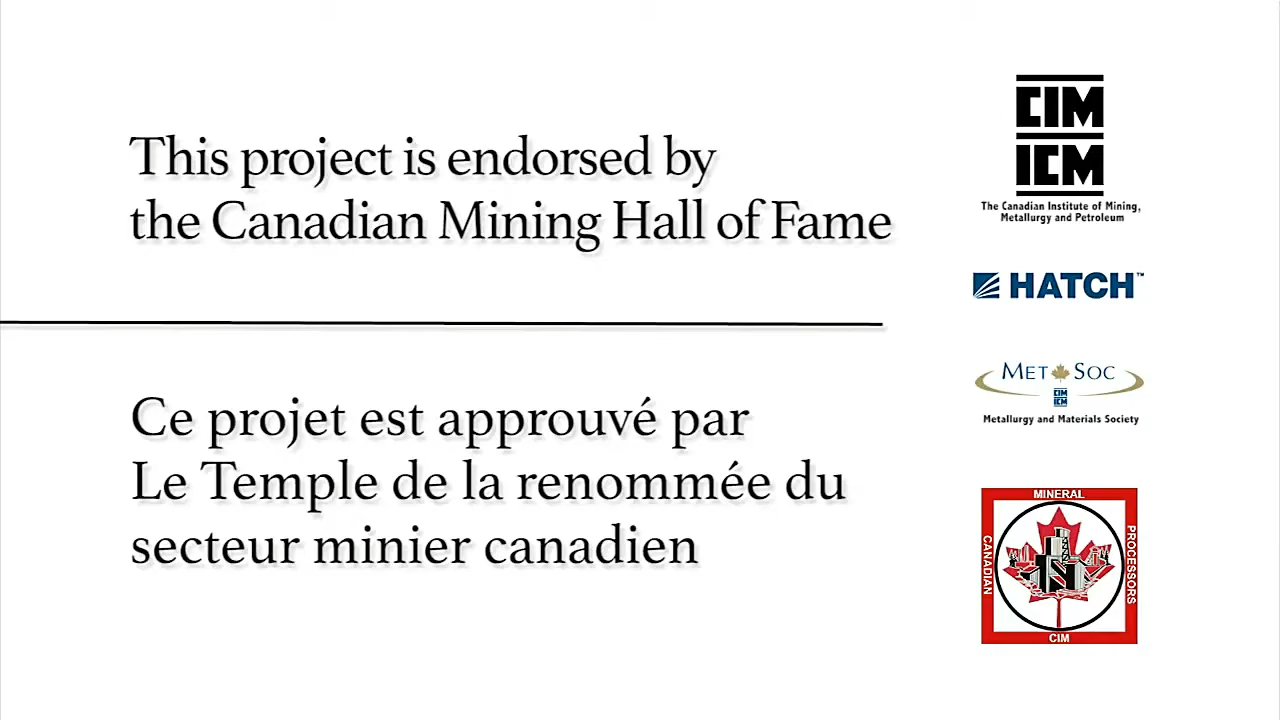 This project is endorsed by
the Canadian Mining Hall of Fame
Ce projet est approuvé par
Le Temple de la renommée du
secteur minier canadien
CIM
ICM
The Canadian Institute of Mining,
Metallurgy and Petroleum
HATCH™
MET SOC
CIM
ICM
Metallurgy and Materials Society
MINERAL
CANADIAN
PROCESSORS
CIM